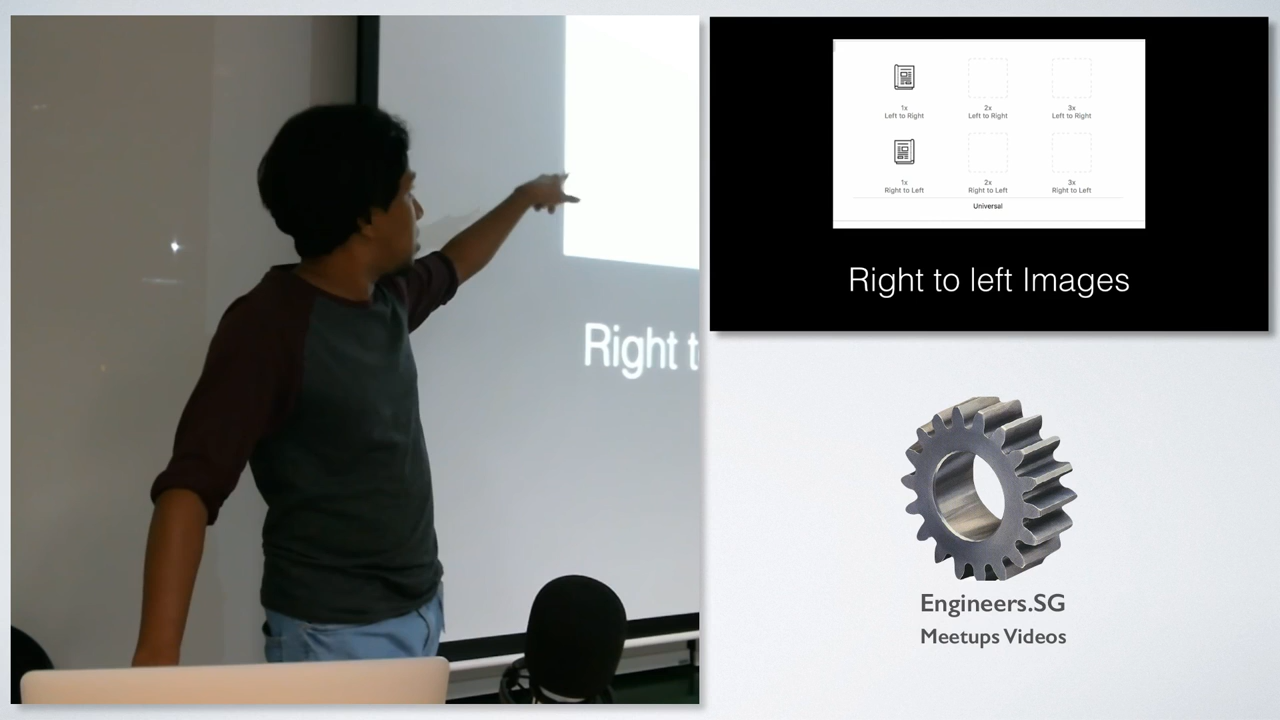 Right t
1x
Left to Right
2x
Left to Right
3x
Left to Right
1x
Right to Left
2x
Right to Left
3x
Right to Left
Universal
Right to left Images
Engineers.SG
Meetups Videos